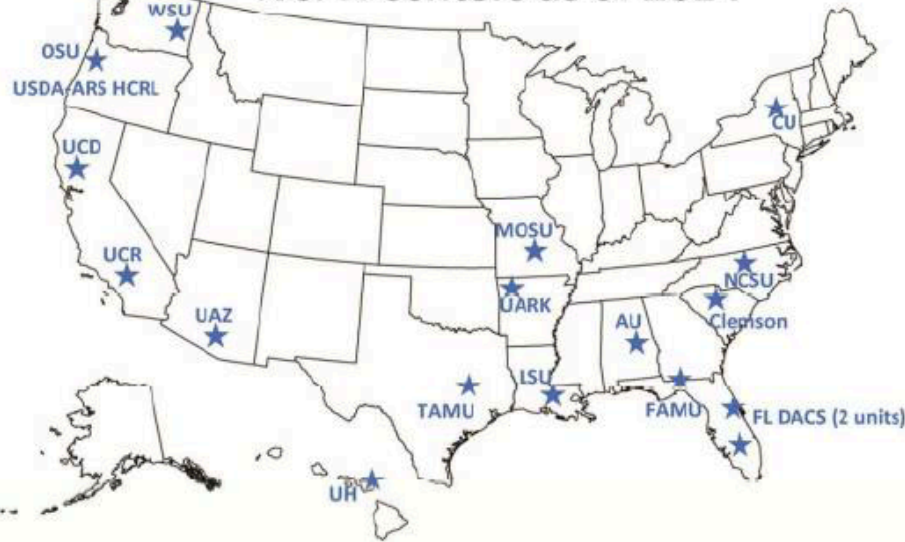 WSU
OSU
USDA-ARS HCRL
CU
UCD
MOSU
UCR
NCSU
UARK
UAZ
AU
Clemson
LSU
TAMU
FAMU
FL DACS (2 units)
UH